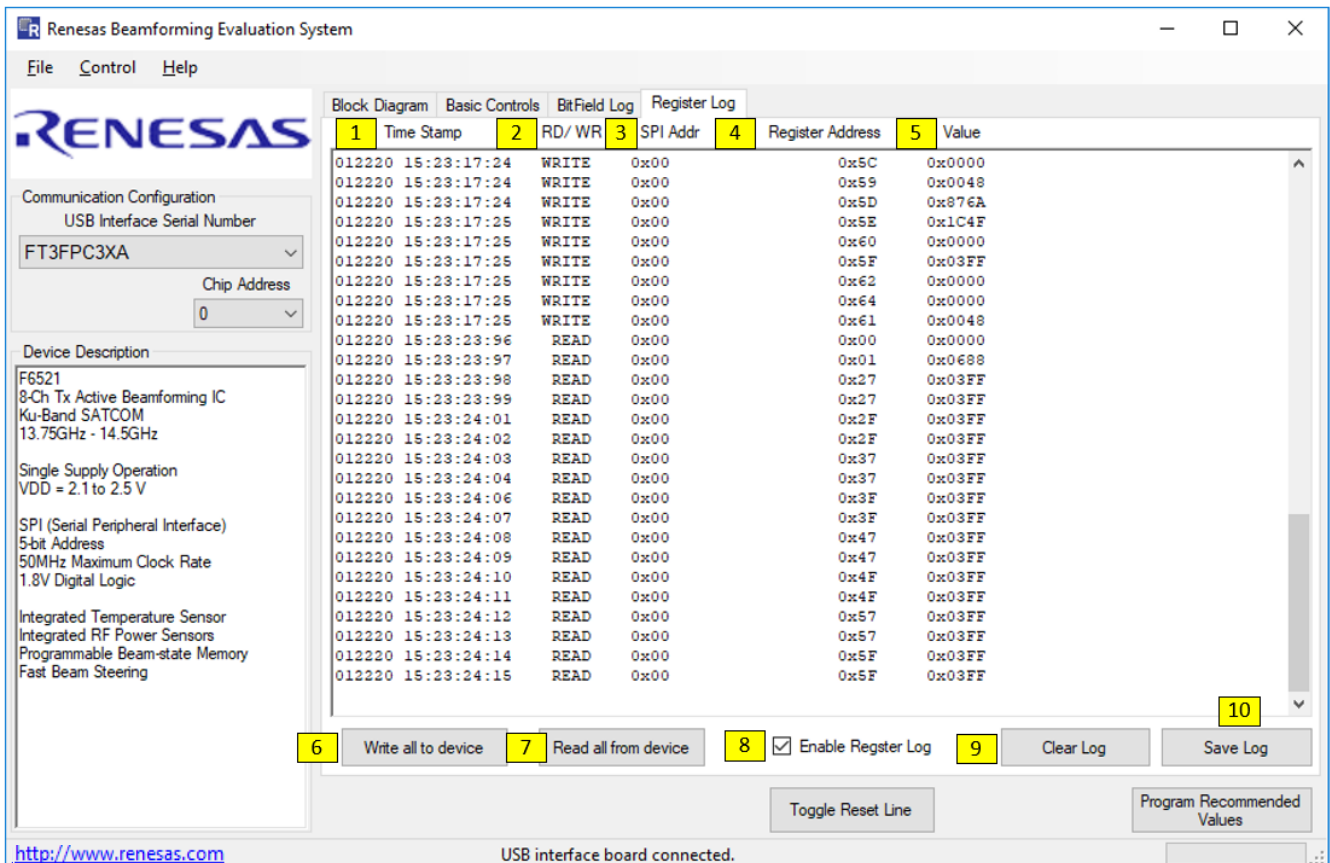 Renesas Beamforming Evaluation System
File Control Help
RENESAS
Communication Configuration
USB Interface Serial Number
FT3FPC3XA
Chip Address
0
Device Description
F6521
8-Ch Tx Active Beamforming IC
Ku-Band SATCOM
13.75GHz - 14.5GHz
Single Supply Operation
VDD = 2.1 to 2.5 V
SPI (Serial Peripheral Interface)
5-bit Address
50MHz Maximum Clock Rate
1.8V Digital Logic
Integrated Temperature Sensor
Integrated RF Power Sensors
Programmable Beam-state Memory
Fast Beam Steering
Block Diagram Basic Controls BitField Log Register Log
1 Time Stamp 2 RD/ WR 3 SPI Addr 4 Register Address 5 Value
012220 15:23:17:24 WRITE 0x00 0x5C 0x0000
012220 15:23:17:24 WRITE 0x00 0x59 0x0048
012220 15:23:17:24 WRITE 0x00 0x5D 0x876A
012220 15:23:17:25 WRITE 0x00 0x5E 0x1C4F
012220 15:23:17:25 WRITE 0x00 0x60 0x0000
012220 15:23:17:25 WRITE 0x00 0x5F 0x03FF
012220 15:23:17:25 WRITE 0x00 0x62 0x0000
012220 15:23:17:25 WRITE 0x00 0x64 0x0000
012220 15:23:17:25 WRITE 0x00 0x61 0x0048
012220 15:23:23:96 READ 0x00 0x00 0x0000
012220 15:23:23:97 READ 0x00 0x01 0x0688
012220 15:23:23:98 READ 0x00 0x27 0x03FF
012220 15:23:23:99 READ 0x00 0x27 0x03FF
012220 15:23:24:01 READ 0x00 0x2F 0x03FF
012220 15:23:24:02 READ 0x00 0x2F 0x03FF
012220 15:23:24:03 READ 0x00 0x37 0x03FF
012220 15:23:24:04 READ 0x00 0x37 0x03FF
012220 15:23:24:06 READ 0x00 0x3F 0x03FF
012220 15:23:24:07 READ 0x00 0x3F 0x03FF
012220 15:23:24:08 READ 0x00 0x47 0x03FF
012220 15:23:24:09 READ 0x00 0x47 0x03FF
012220 15:23:24:10 READ 0x00 0x4F 0x03FF
012220 15:23:24:11 READ 0x00 0x4F 0x03FF
012220 15:23:24:12 READ 0x00 0x57 0x03FF
012220 15:23:24:13 READ 0x00 0x57 0x03FF
012220 15:23:24:14 READ 0x00 0x5F 0x03FF
012220 15:23:24:15 READ 0x00 0x5F 0x03FF
10
6 Write all to device 7 Read all from device 8 Enable Regster Log 9 Clear Log Save Log
Toggle Reset Line
Program Recommended
Values
http://www.renesas.com USB interface board connected.